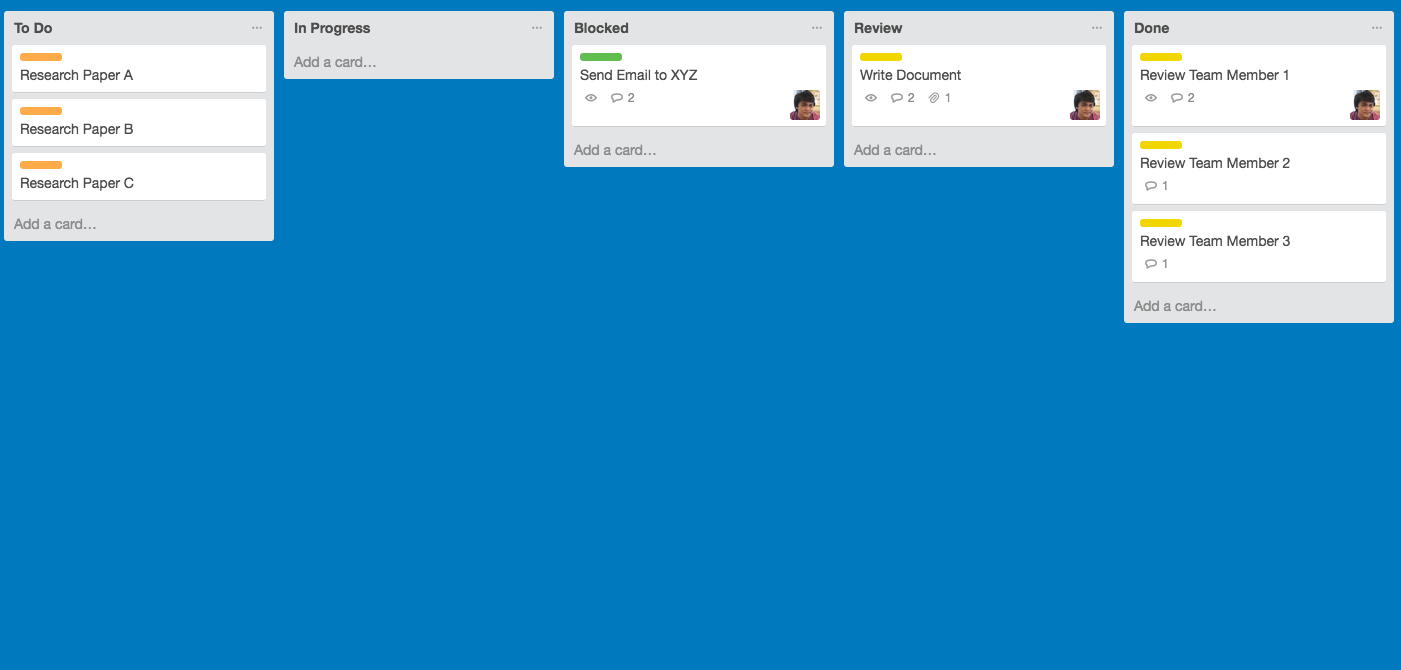 To Do
Research Paper A
Research Paper B
Research Paper C
Add a card…
In Progress
Add a card…
Blocked
Send Email to XYZ
2
Add a card…
Review
Write Document
2 1
Add a card…
Done
Review Team Member 1
2
Review Team Member 2
1
Review Team Member 3
1
Add a card…